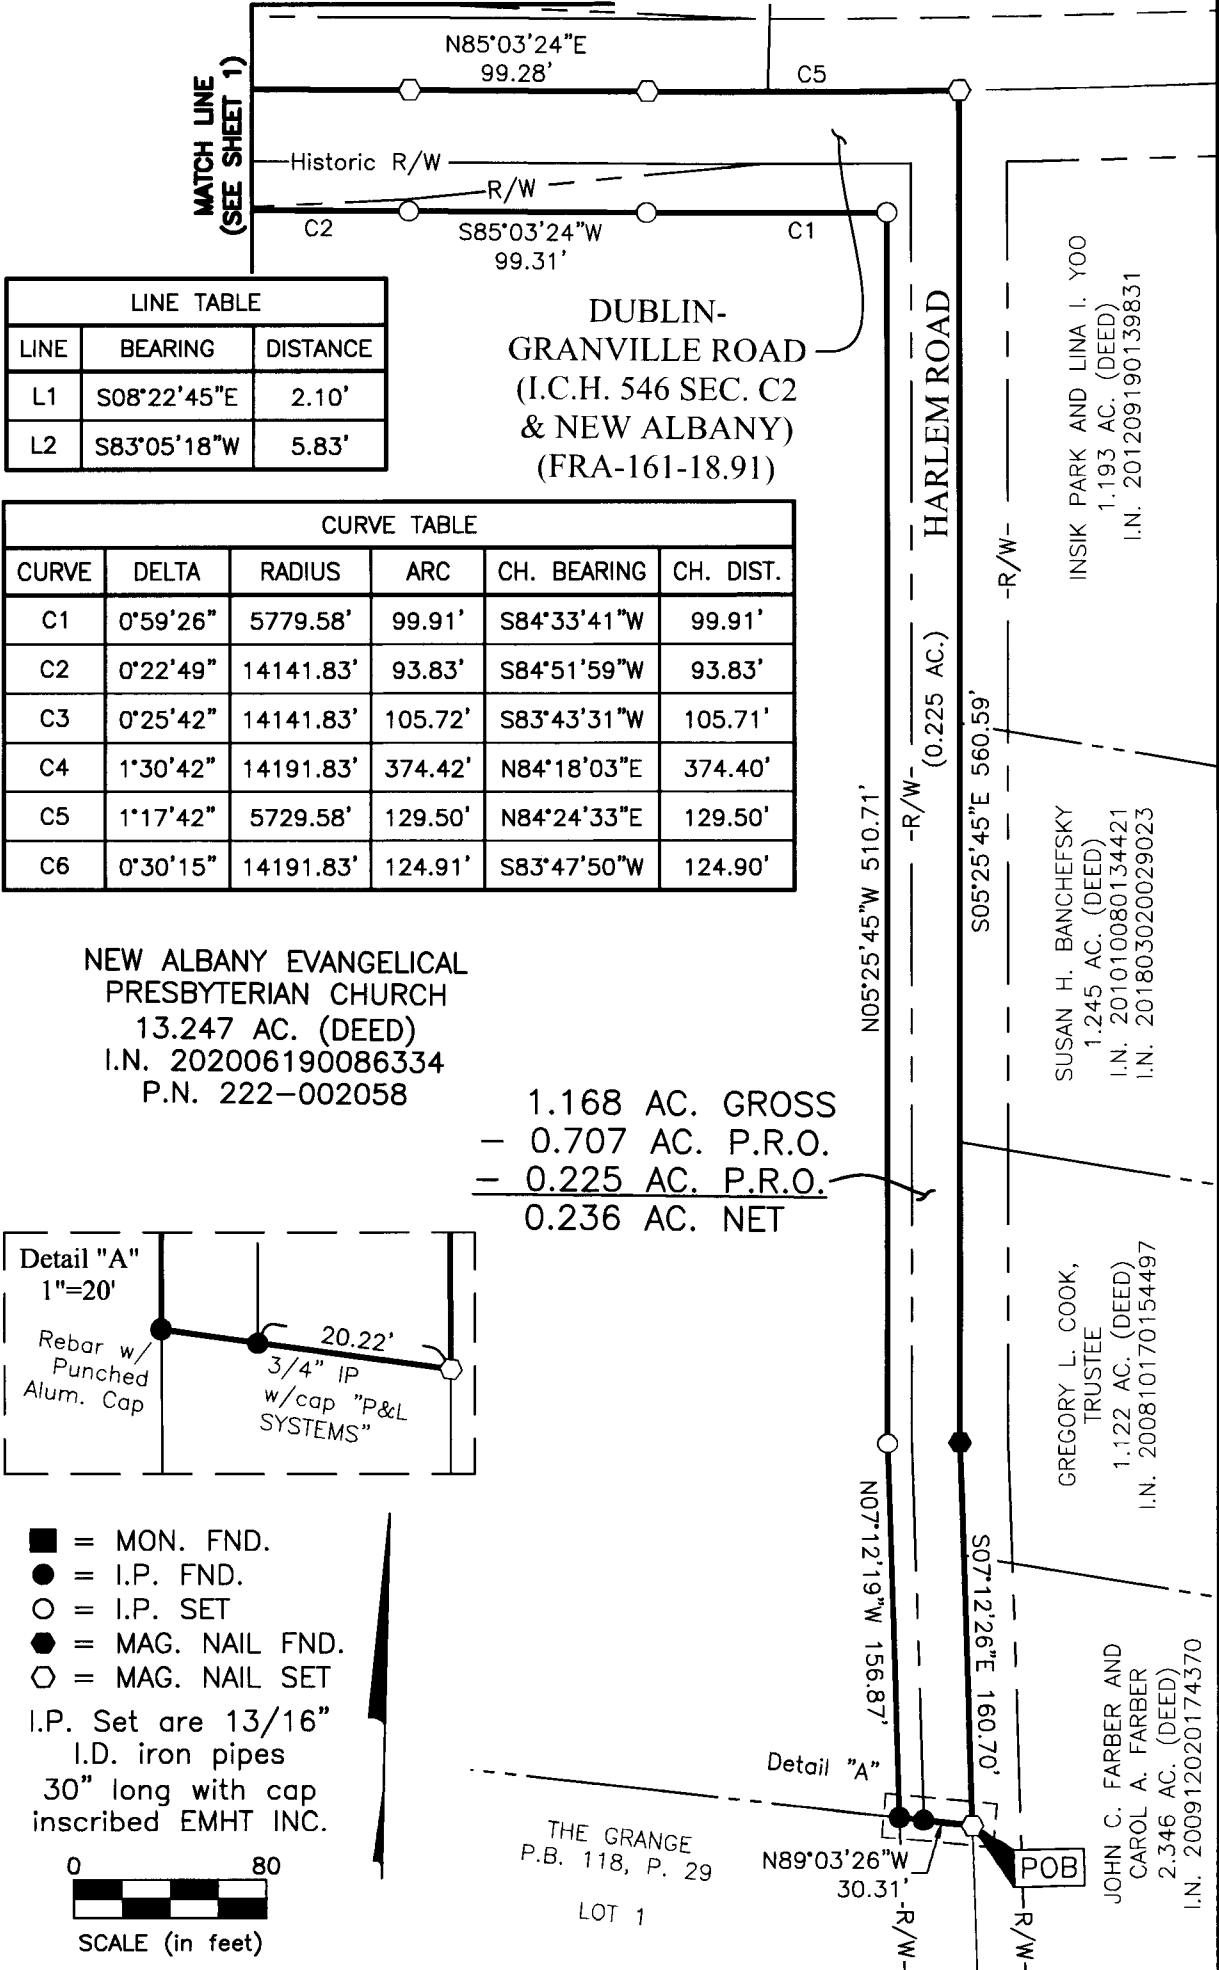 N85°03'24"E
99.28'
C5
MATCH LINE
(SEE SHEET 1)
Historic R/W
R/W
C2
S85°03'24"W
99.31'
C1
LINE TABLE
LINE BEARING DISTANCE
L1 S08°22'45"E 2.10'
L2 S83°05'18"W 5.83'
DUBLIN-
GRANVILLE ROAD
(I.C.H. 546 SEC. C2
& NEW ALBANY)
(FRA-161-18.91)
HARLEM ROAD
(0.225 AC.)
R/W
R/W
INSIK PARK AND LINA I. YOO
1.193 AC. (DEED)
I.N. 201209190139831
CURVE TABLE
CURVE DELTA RADIUS ARC CH. BEARING CH. DIST.
C1 0°59'26" 5779.58' 99.91' S84°33'41"W 99.91'
C2 0°22'49" 14141.83' 93.83' S84°51'59"W 93.83'
C3 0°25'42" 14141.83' 105.72' S83°43'31"W 105.71'
C4 1°30'42" 14191.83' 374.42' N84°18'03"E 374.40'
C5 1°17'42" 5729.58' 129.50' N84°24'33"E 129.50'
C6 0°30'15" 14191.83' 124.91' S83°47'50"W 124.90'
N05°25'45"W 510.71'
S05°25'45"E 560.59'
SUSAN H. BANCHEFSKY
1.245 AC. (DEED)
I.N. 201010080134421
I.N. 201803020029023
NEW ALBANY EVANGELICAL
PRESBYTERIAN CHURCH
13.247 AC. (DEED)
I.N. 202006190086334
P.N. 222-002058
1.168 AC. GROSS
- 0.707 AC. P.R.O.
- 0.225 AC. P.R.O.
0.236 AC. NET
Detail "A"
1"=20'
Rebar w/
Punched
Alum. Cap
20.22'
3/4" IP
w/cap "P&L
SYSTEMS"
GREGORY L. COOK,
TRUSTEE
1.122 AC. (DEED)
I.N. 200810170154497
= MON. FND.
= I.P. FND.
= I.P. SET
= MAG. NAIL FND.
= MAG. NAIL SET
I.P. Set are 13/16"
I.D. iron pipes
30" long with cap
inscribed EMHT INC.
0 80
SCALE (in feet)
N07°12'19"W 156.87'
S07°12'26"E 160.70'
Detail "A"
THE GRANGE
P.B. 118, P. 29
LOT 1
N89°03'26"W
30.31'
POB
R/W
R/W
JOHN C. FARBER AND
CAROL A. FARBER
2.346 AC. (DEED)
I.N. 200912020174370